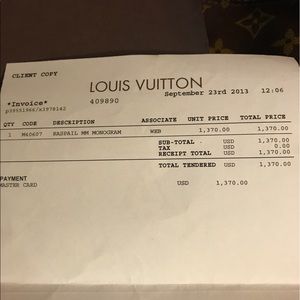 CLIENT COPY
LOUIS VUITTON
September 23rd 2013 12:06
*Invoice* 409890
p39551966/x3978142
QTY CODE DESCRIPTION ASSOCIATE UNIT PRICE TOTAL PRICE
1 M40607 RASPAIL MM MONOGRAM WEB 1,370.00 1,370.00
SUB-TOTAL - USD 1,370.00
TAX USD 0.00
RECEIPT TOTAL USD 1,370.00
TOTAL TENDERED USD 1,370.00
PAYMENT
MASTER CARD USD 1,370.00